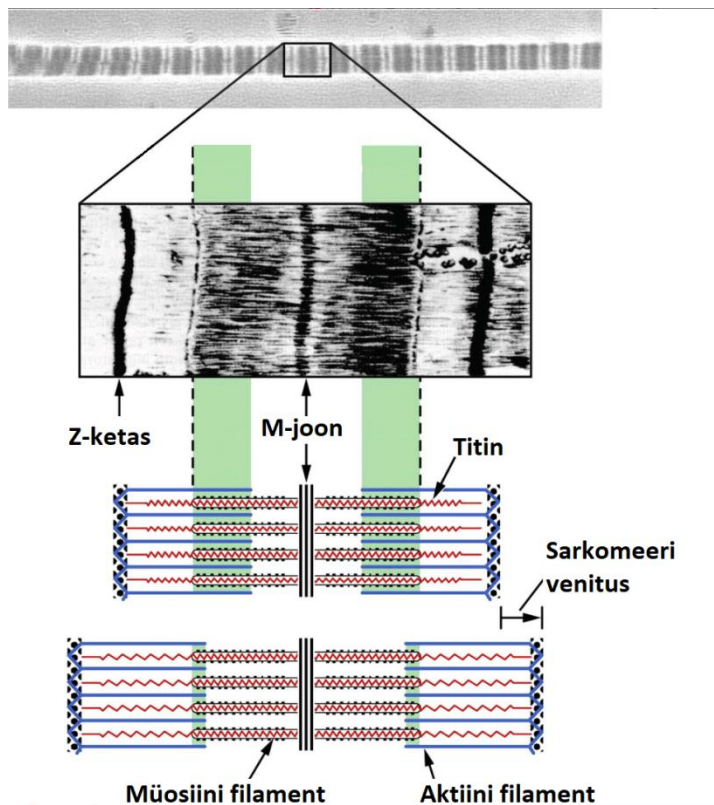 Z-ketas
M-joon
Titin
Sarkomeeri
venitus
Müosiini filament
Aktiini filament